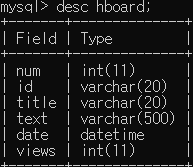 mysql> desc hboard;
| Field | Type
| num | int(11)
| id | varchar(20)
| title | varchar(20)
| text | varchar(500)
| date | datetime
| views | int(11)